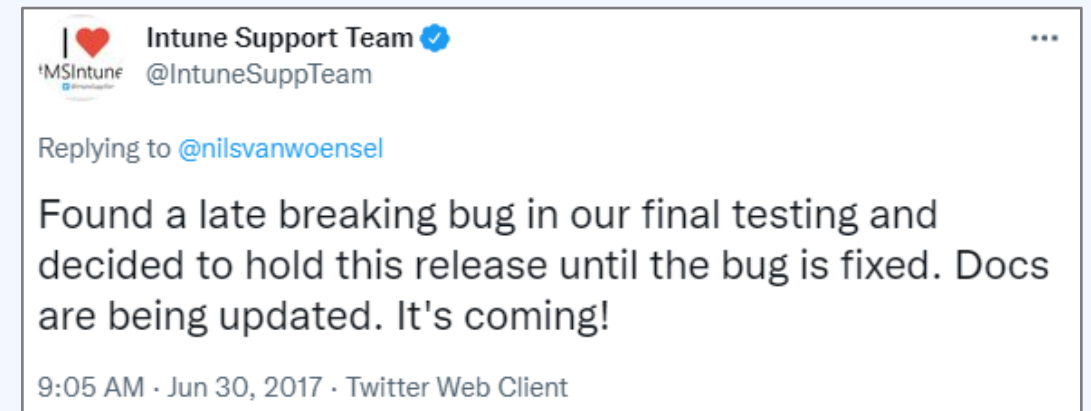 I ❤
Intune Support Team
#MSIntune
@IntuneSuppTeam
Replying to @nilsvanwoensel
Found a late breaking bug in our final testing and
decided to hold this release until the bug is fixed. Docs
are being updated. It's coming!
9:05 AM · Jun 30, 2017 · Twitter Web Client